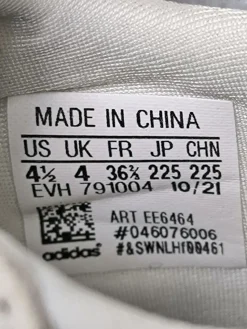 MADE IN CHINA
US UK FR JP CHN
4½ 4 36⅔ 225 225
EVH 791004 10/21
ART EE6464
#046076006
adidas #&SWNLHf00461